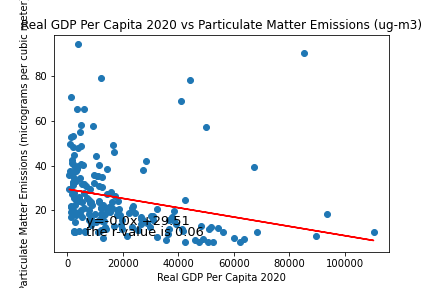 Real GDP Per Capita 2020 vs Particulate Matter Emissions (ug-m3)
Particulate Matter Emissions (micrograms per cubic meter
80
60
40
20
y=-0.0x +29.51
the r-value is 0.06
0
20000
40000
60000
80000
100000
Real GDP Per Capita 2020